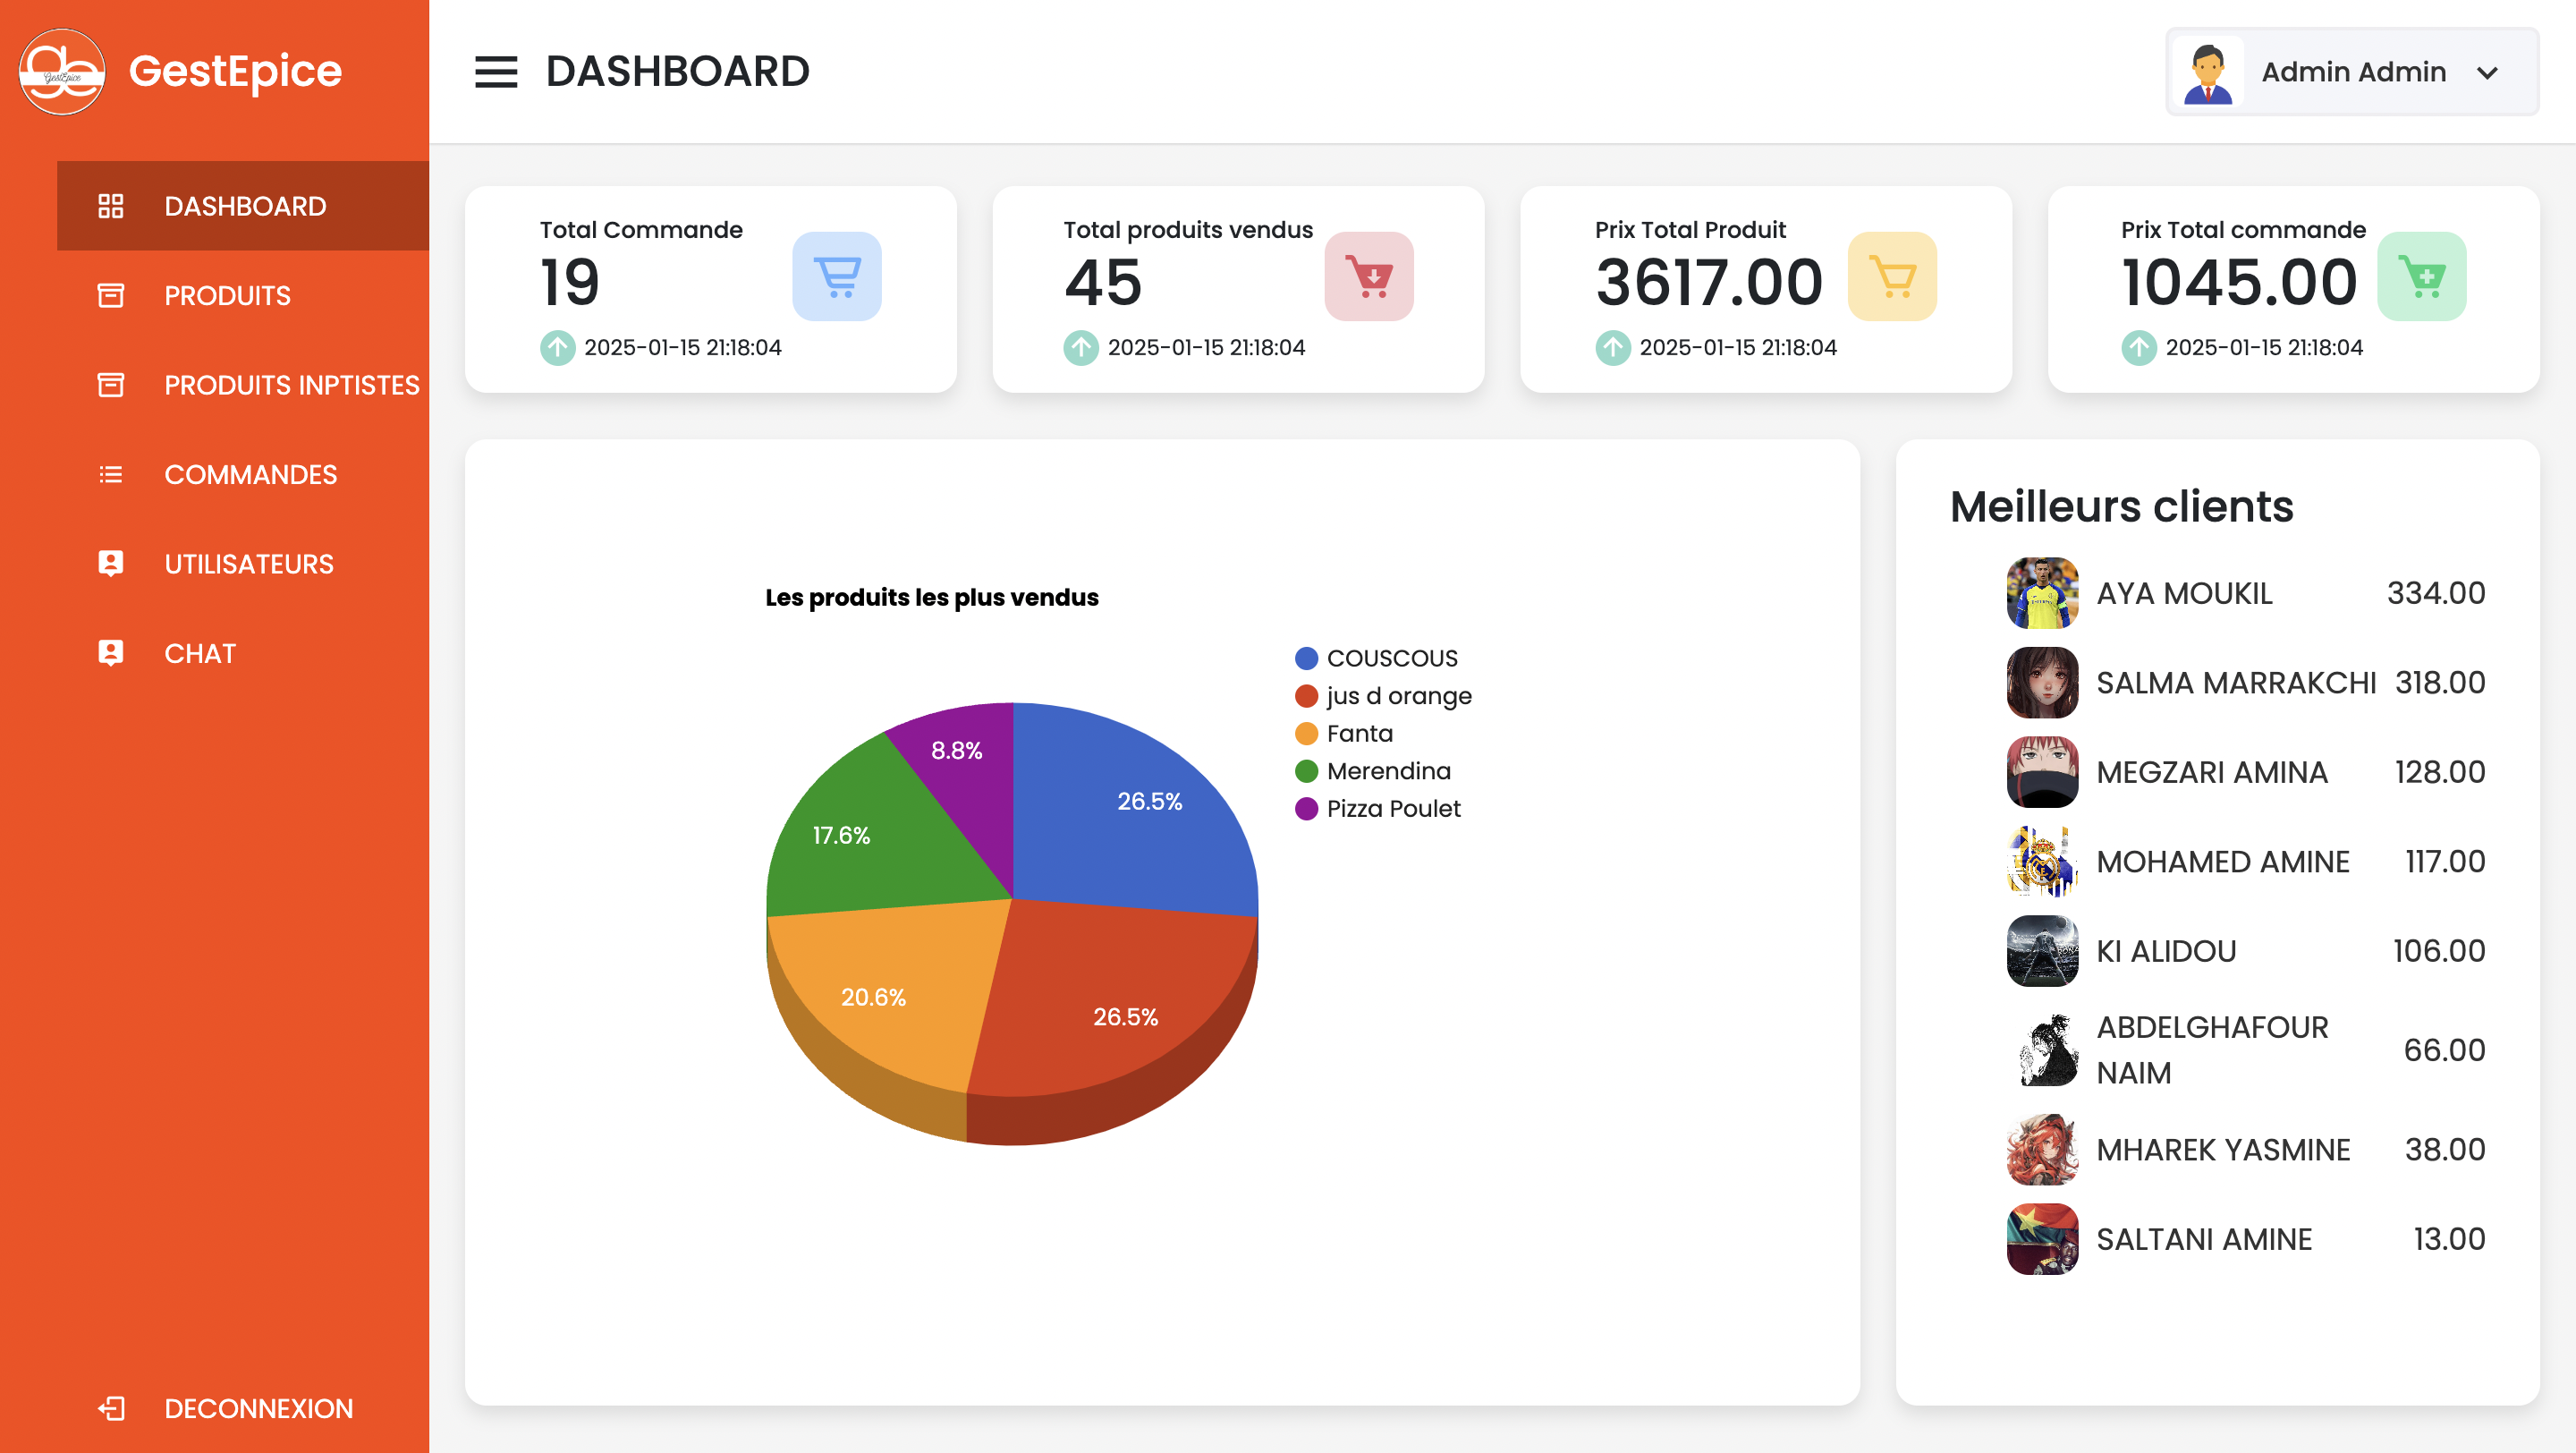 GestEpice
GestEpice
DASHBOARD
Admin Admin
DASHBOARD
PRODUITS
PRODUITS INPTISTES
COMMANDES
UTILISATEURS
CHAT
DECONNEXION
Total Commande
19
2025-01-15 21:18:04
Total produits vendus
45
2025-01-15 21:18:04
Prix Total Produit
3617.00
2025-01-15 21:18:04
Prix Total commande
1045.00
2025-01-15 21:18:04
Les produits les plus vendus
COUSCOUS
jus d orange
Fanta
Merendina
Pizza Poulet
8.8%
26.5%
17.6%
20.6%
26.5%
Meilleurs clients
AYA MOUKIL 334.00
SALMA MARRAKCHI 318.00
MEGZARI AMINA 128.00
MOHAMED AMINE 117.00
KI ALIDOU 106.00
ABDELGHAFOUR
NAIM 66.00
MHAREK YASMINE 38.00
SALTANI AMINE 13.00